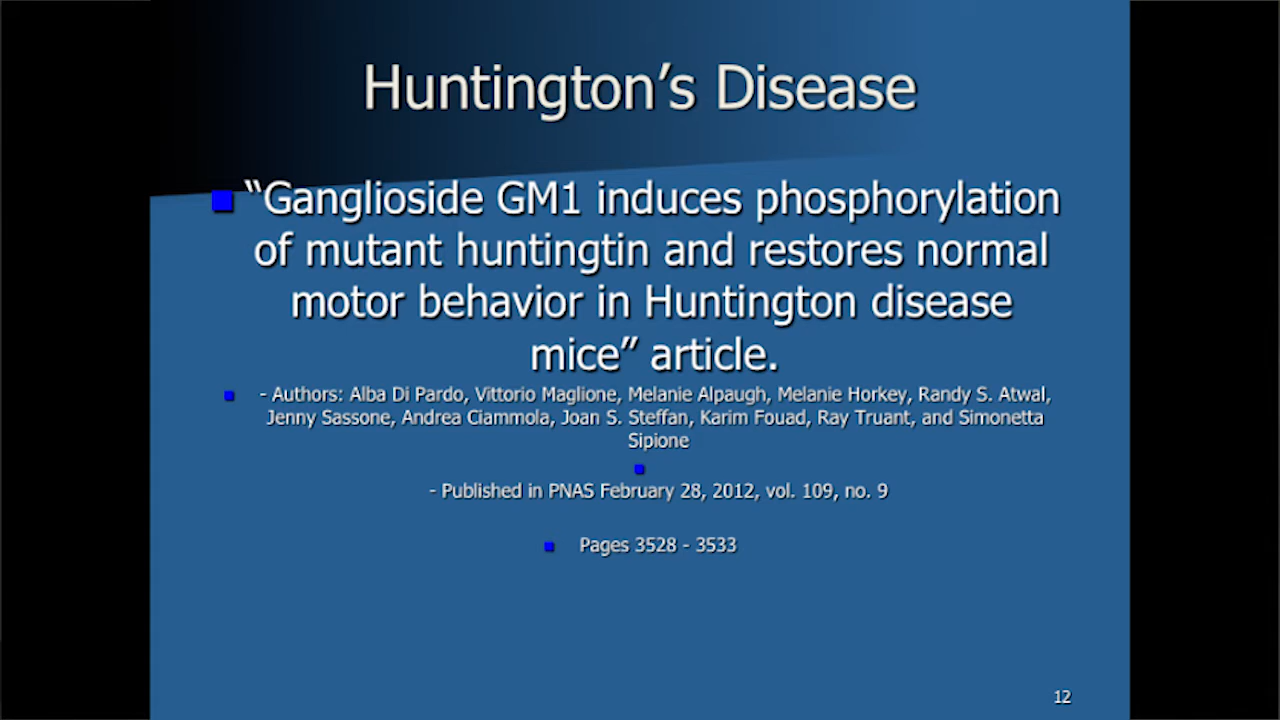 Huntington's Disease
“Ganglioside GM1 induces phosphorylation
of mutant huntingtin and restores normal
motor behavior in Huntington disease
mice” article.
- Authors: Alba Di Pardo, Vittorio Maglione, Melanie Alpaugh, Melanie Horkey, Randy S. Atwal,
Jenny Sassone, Andrea Ciammola, Joan S. Steffan, Karim Fouad, Ray Truant, and Simonetta
Sipione
- Published in PNAS February 28, 2012, vol. 109, no. 9
Pages 3528 - 3533
12